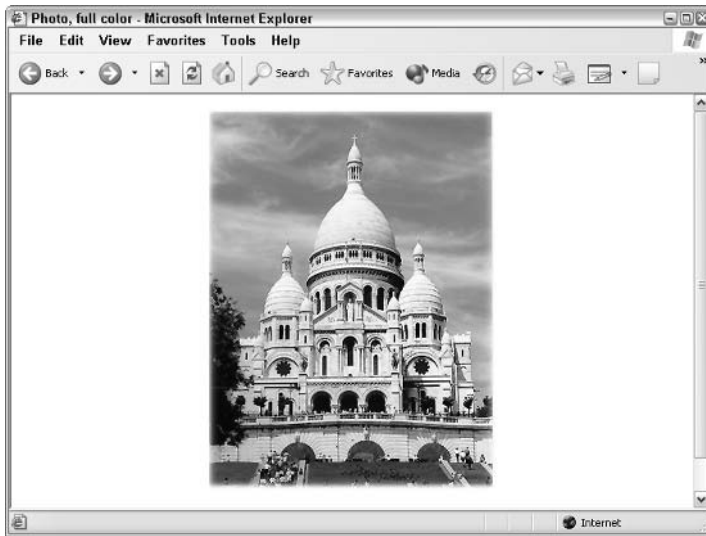 Photo, full color - Microsoft Internet Explorer
File Edit View Favorites Tools Help
Back Search Favorites Media
Internet